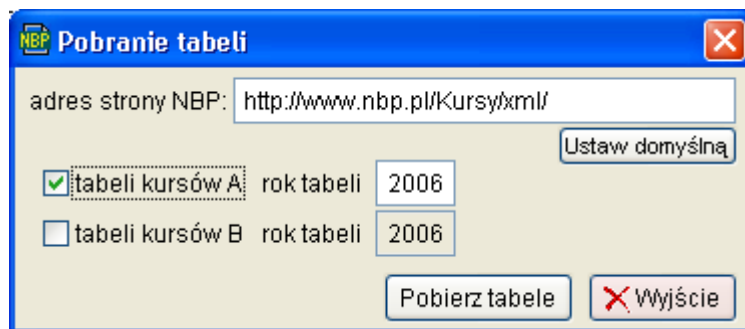 NBP Pobranie tabeli
adres strony NBP: http://www.nbp.pl/Kursy/xml/
Ustaw domyślną
tabeli kursów A rok tabeli 2006
tabeli kursów B rok tabeli 2006
Pobierz tabele Wyjście